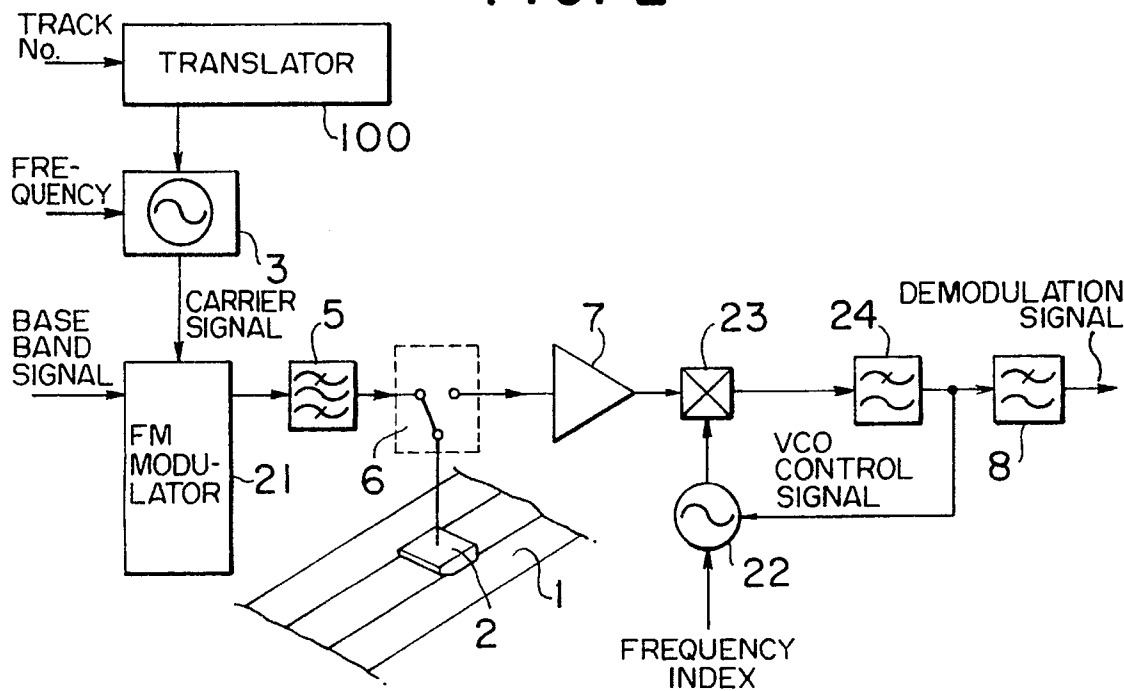 TRACK
No.
TRANSLATOR
100
FRE-
QUENCY
3
CARRIER
SIGNAL
BASE
BAND
SIGNAL
FM
MODU-
LATOR
21
5
6
7
23
24
DEMODULATION
SIGNAL
8
VCO
CONTROL
SIGNAL
22
1
2
FREQUENCY
INDEX